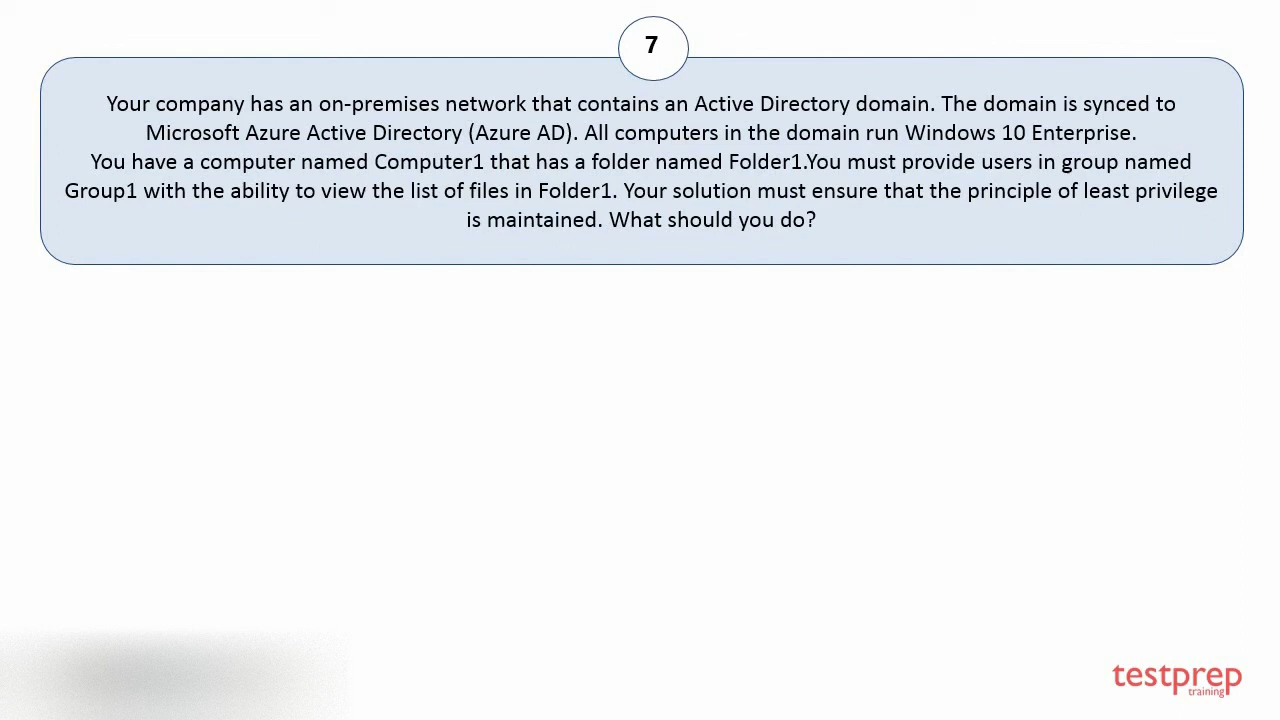 7
Your company has an on-premises network that contains an Active Directory domain. The domain is synced to
Microsoft Azure Active Directory (Azure AD). All computers in the domain run Windows 10 Enterprise.
You have a computer named Computer1 that has a folder named Folder1.You must provide users in group named
Group1 with the ability to view the list of files in Folder1. Your solution must ensure that the principle of least privilege
is maintained. What should you do?
testprep
training